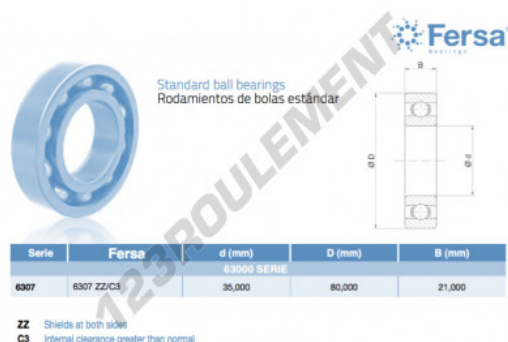 Fersa
Bearings
Standard ball bearings
Rodamientos de bolas estándar
B
Ø D
Ø d
123ROULEMENT
Serie Fersa d (mm) D (mm) B (mm)
63000 SERIE
6307 6307 ZZ/C3 35,000 80,000 21,000
ZZ Shields at both sides
C3 Internal clearance greater than normal